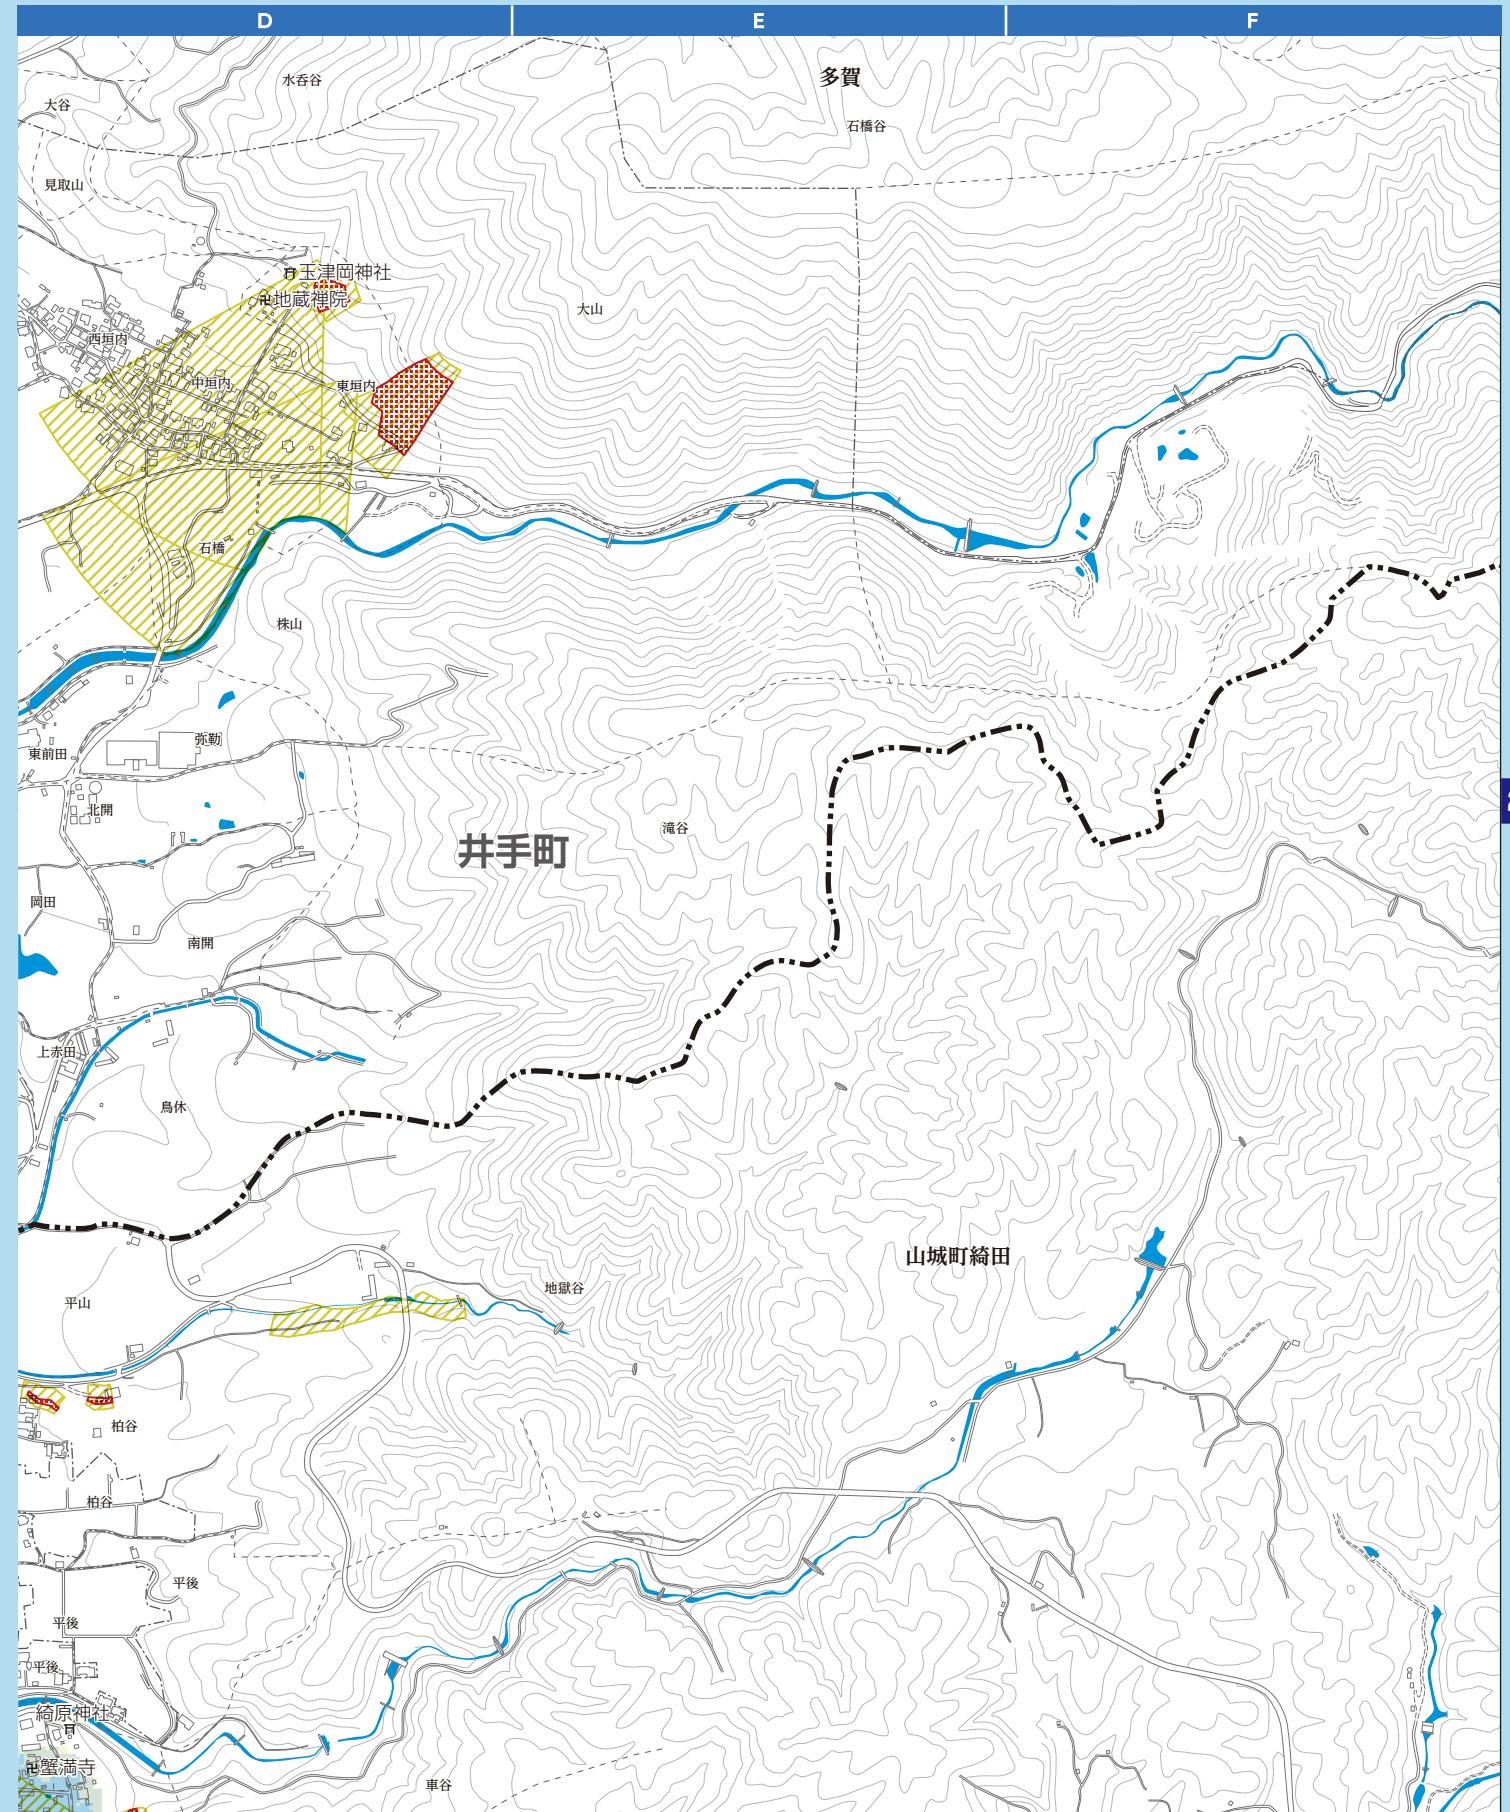 D E F
水呑谷
多賀
大谷
石橋谷
見取山
玉津岡神社
地蔵禅院
大山
西垣内
中垣内
東垣内
石橋
株山
弥勒
東前田
北開
滝谷
井手町
岡田
南開
上赤田
鳥休
山城町綺田
地獄谷
平山
柏谷
柏谷
平後
平後
平後
綺原神社
蟹満寺
車谷